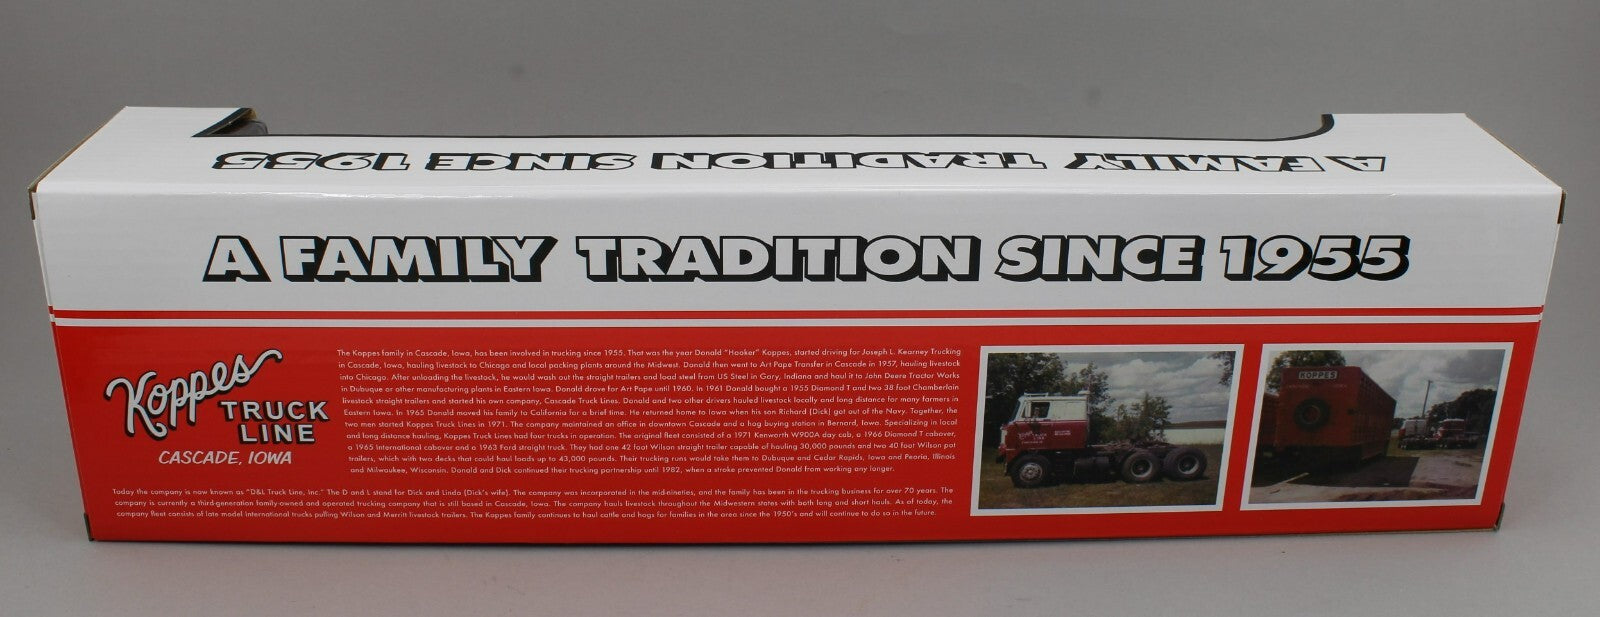 A FAMILY TRADITION SINCE 1955
A FAMILY TRADITION SINCE 1955
Koppes
TRUCK
LINE
CASCADE, IOWA
The Koppes family in Cascade, Iowa, has been involved in trucking since 1955. That was the year Donald "Hooker" Koppes, started driving for Joseph L. Kearney Trucking
in Cascade, Iowa, hauling livestock to Chicago and local packing plants around the Midwest. Donald then went to Art Pape Transfer in Cascade in 1957, hauling livestock
into Chicago. After unloading the livestock, he would wash out the straight trailers and load steel from US Steel in Gary, Indiana and haul it to John Deere Tractor Works
in Dubuque or other manufacturing plants in Eastern Iowa. Donald drove for Art Pape until 1960. In 1961 Donald bought a 1955 Diamond T and two 38 foot Chamberlain
livestock straight trailers and started his own company, Cascade Truck Lines. Donald and two other drivers hauled livestock locally and long distance for many farmers in
Eastern Iowa. In 1965 Donald moved his family to California for a brief time. He returned home to Iowa when his son Richard (Dick) got out of the Navy. Together, the
two men started Koppes Truck Lines in 1971. The company maintained an office in downtown Cascade and a hog buying station in Bernard, Iowa. Specializing in local
and long distance hauling, Koppes Truck Lines had four trucks in operation. The original fleet consisted of a 1971 Kenworth W900A day cab, a 1966 Diamond T cabover,
a 1965 International cabover and a 1963 Ford straight truck. They had one 42 foot Wilson straight trailer capable of hauling 30,000 pounds and two 40 foot Wilson pot
trailers, which with two decks that could haul loads up to 43,000 pounds. Their trucking runs would take them to Dubuque and Cedar Rapids, Iowa and Peoria, Illinois
and Milwaukee, Wisconsin. Donald and Dick continued their trucking partnership until 1982, when a stroke prevented Donald from working any longer.
Today the company is now known as "D&L Truck Line, Inc." The D and L stand for Dick and Linda (Dick's wife). The company was incorporated in the mid-nineties, and the family has been in the trucking business for over 70 years. The
company is currently a third-generation family-owned and operated trucking company that is still based in Cascade, Iowa. The company hauls livestock throughout the Midwestern states with both long and short hauls. As of today, the
company fleet consists of late model International trucks pulling Wilson and Merritt livestock trailers. The Koppes family continues to haul cattle and hogs for families in the area since the 1950's and will continue to do so in the future.
KOPPES